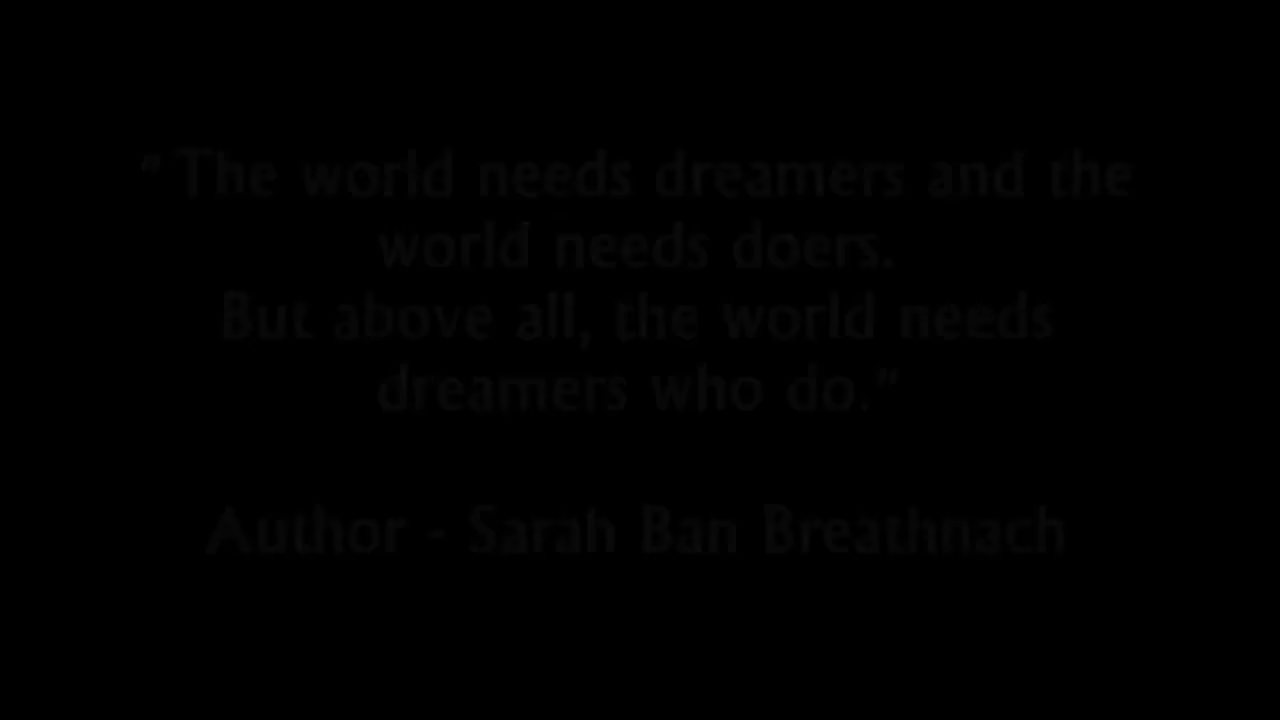 “ The world needs dreamers and the
world needs doers.
But above all, the world needs
dreamers who do.”
Author - Sarah Ban Breathnach